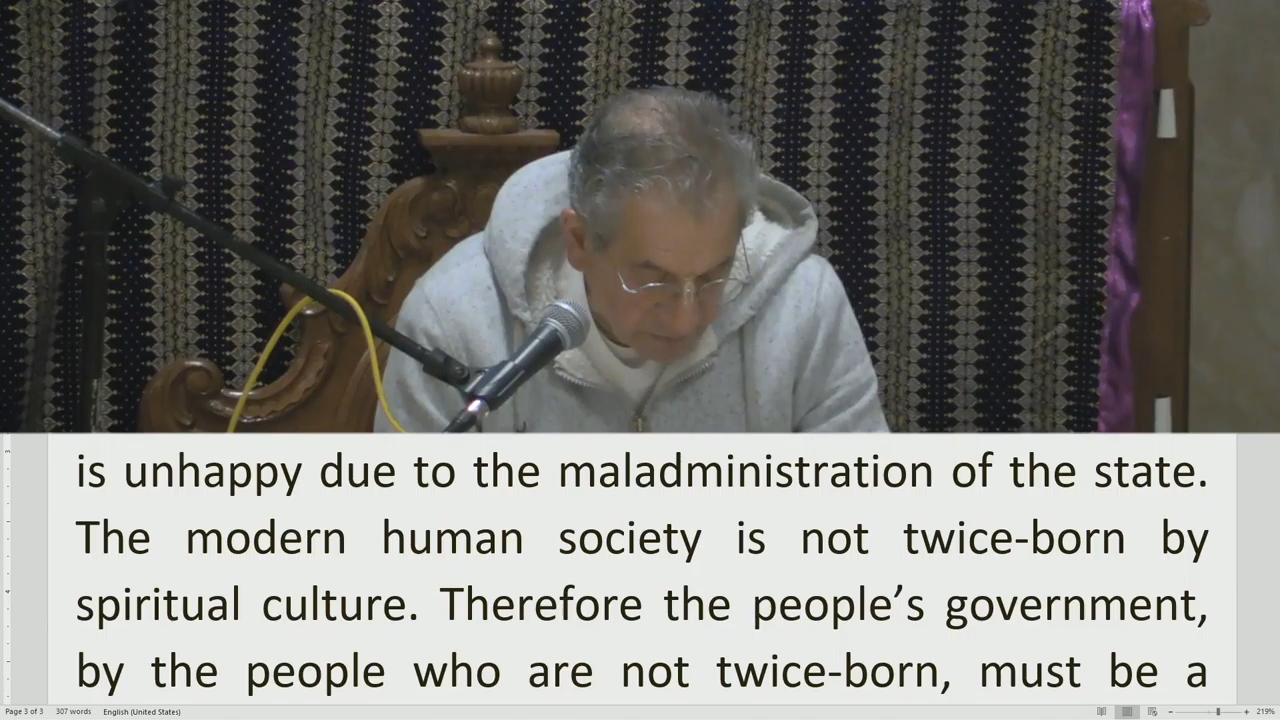 is unhappy due to the maladministration of the state.
The modern human society is not twice-born by
spiritual culture. Therefore the people’s government,
by the people who are not twice-born, must be a
Page 3 of 3 307 words English (United States) 219%